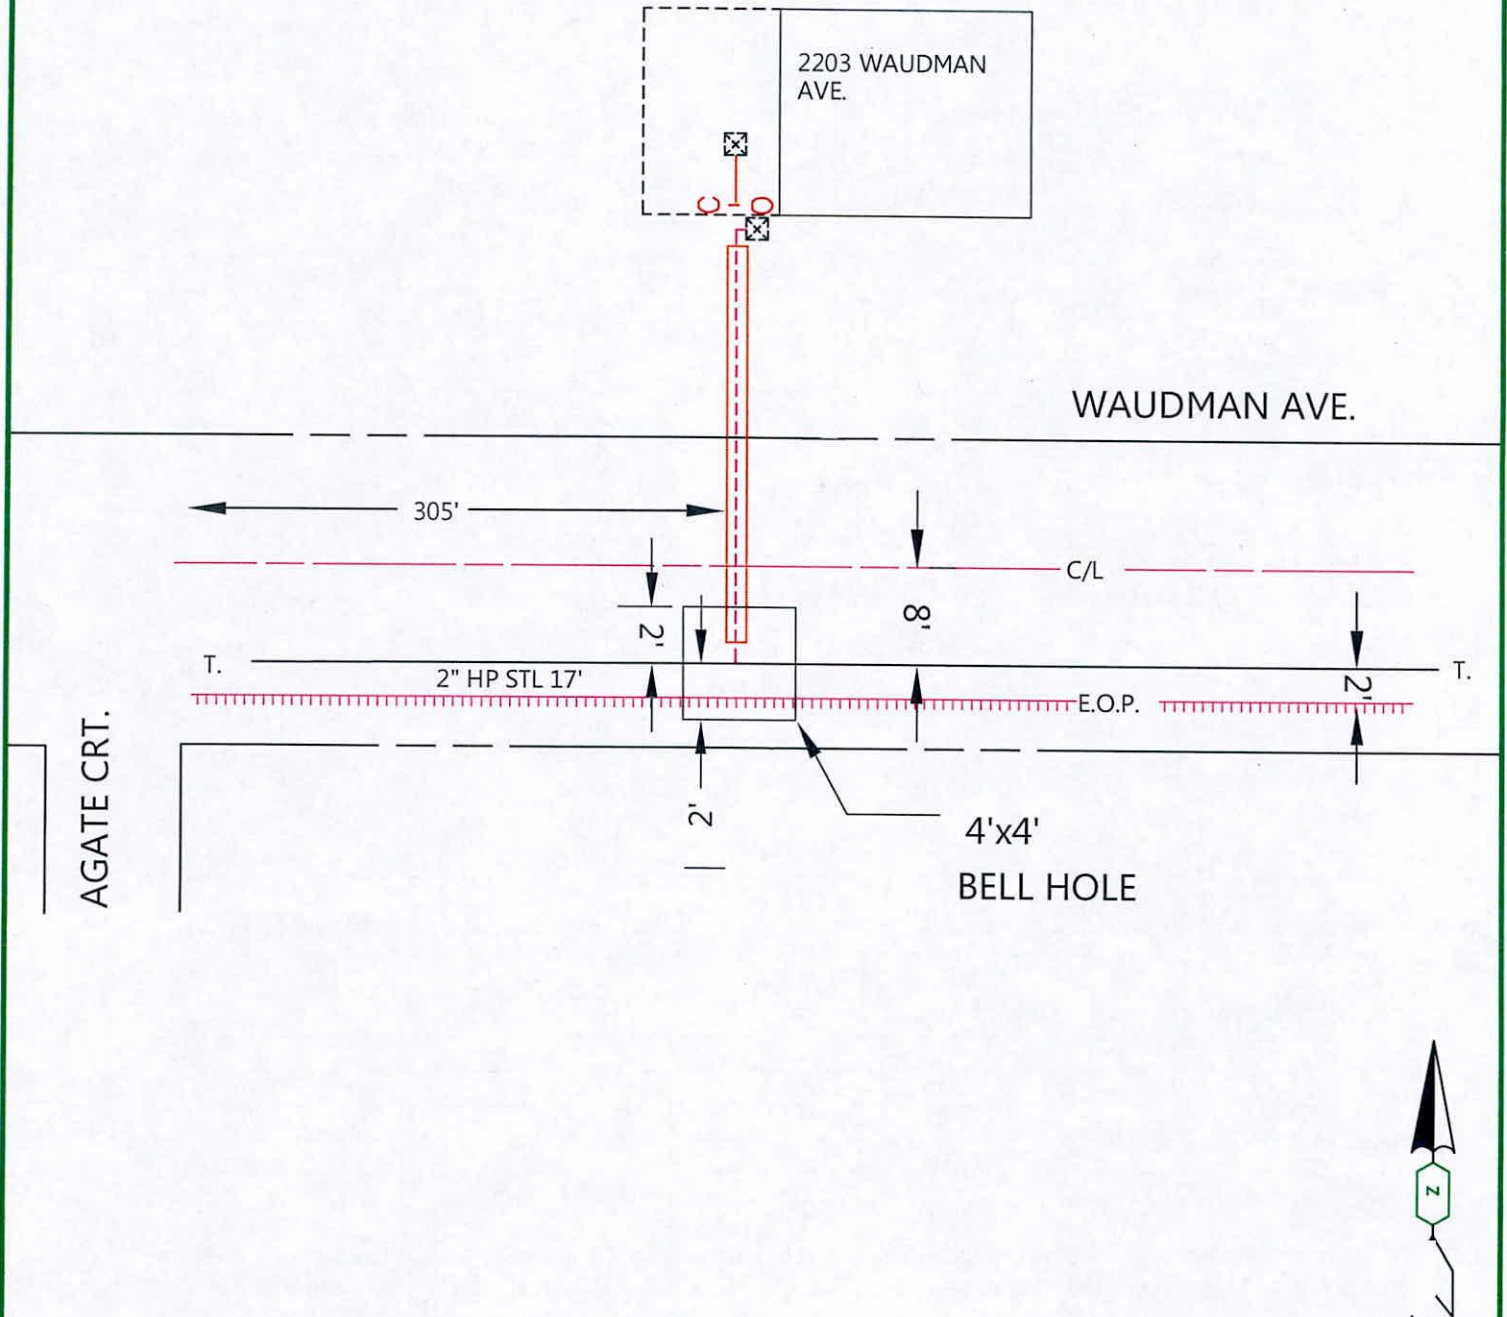 2203 WAUDMAN
AVE.
C
O
WAUDMAN AVE.
305'
C/L
2'
8'
T.
2" HP STL 17'
T.
2'
E.O.P.
AGATE CRT.
2'
4'x4'
BELL HOLE
N